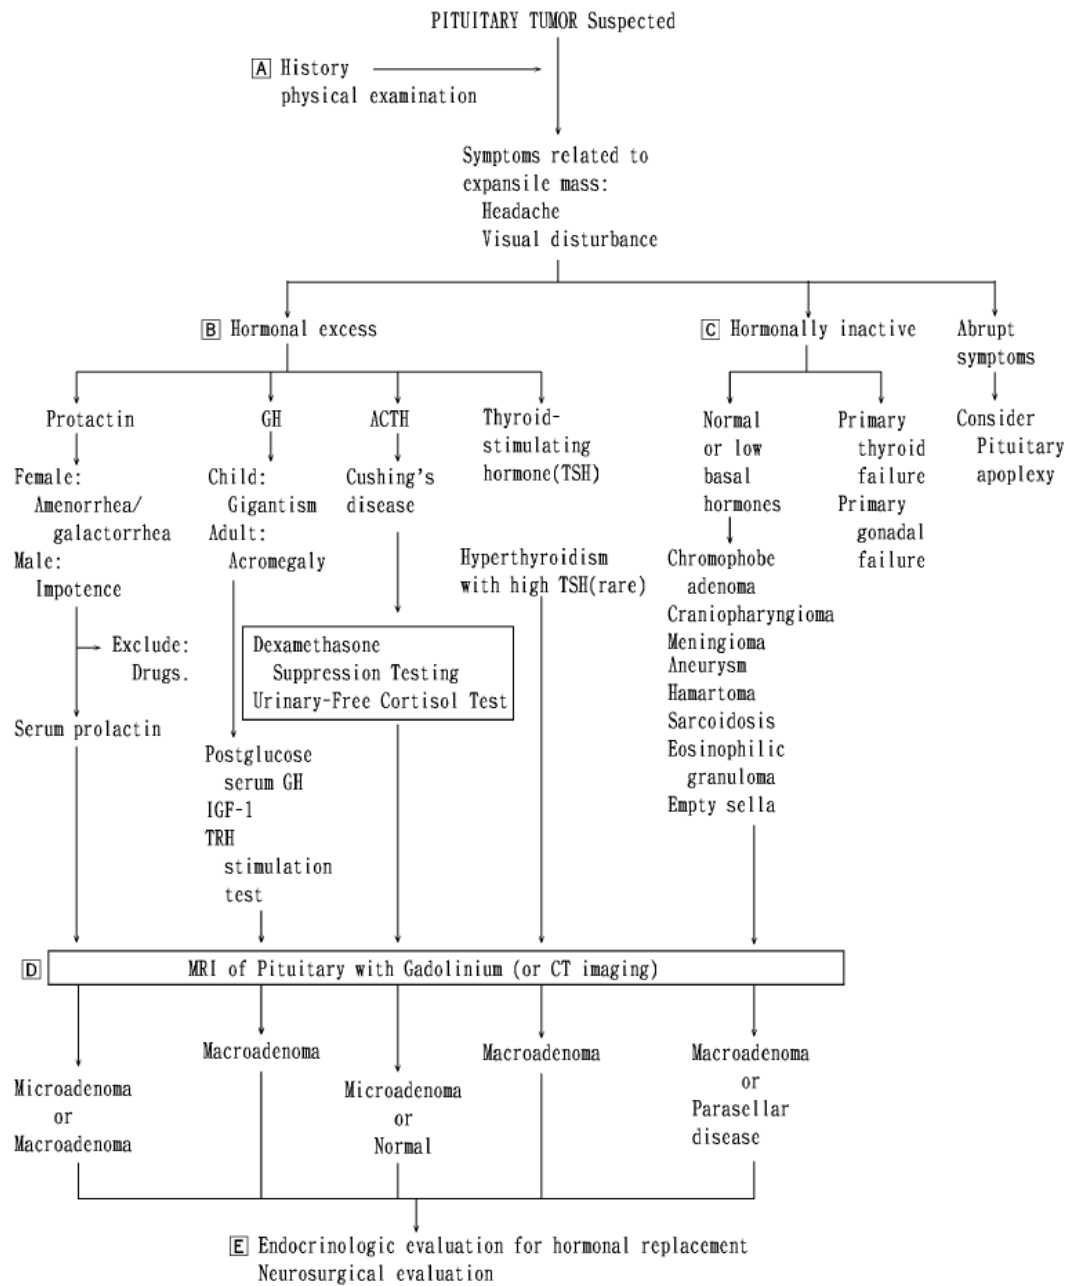 PITUITARY TUMOR Suspected
A History
physical examination
Symptoms related to
expansile mass:
Headache
Visual disturbance
B Hormonal excess
C Hormonally inactive
Abrupt
symptoms
Protactin
Female:
Amenorrhea/
galactorrhea
Male:
Impotence
Exclude:
Drugs.
Serum prolactin
GH
Child:
Gigantism
Adult:
Acromegaly
Postglucose
serum GH
IGF-1
TRH
stimulation
test
ACTH
Cushing's
disease
Dexamethasone
Suppression Testing
Urinary-Free Cortisol Test
Thyroid-
stimulating
hormone(TSH)
Hyperthyroidism
with high TSH(rare)
Normal
or low
basal
hormones
Chromophobe
adenoma
Craniopharyngioma
Meningioma
Aneurysm
Hamartoma
Sarcoidosis
Eosinophilic
granuloma
Empty sella
Primary
thyroid
failure
Primary
gonadal
failure
Consider
Pituitary
apoplexy
D MRI of Pituitary with Gadolinium (or CT imaging)
Microadenoma
or
Macroadenoma
Macroadenoma
Microadenoma
or
Normal
Macroadenoma
Macroadenoma
or
Parasellar
disease
E Endocrinologic evaluation for hormonal replacement
Neurosurgical evaluation